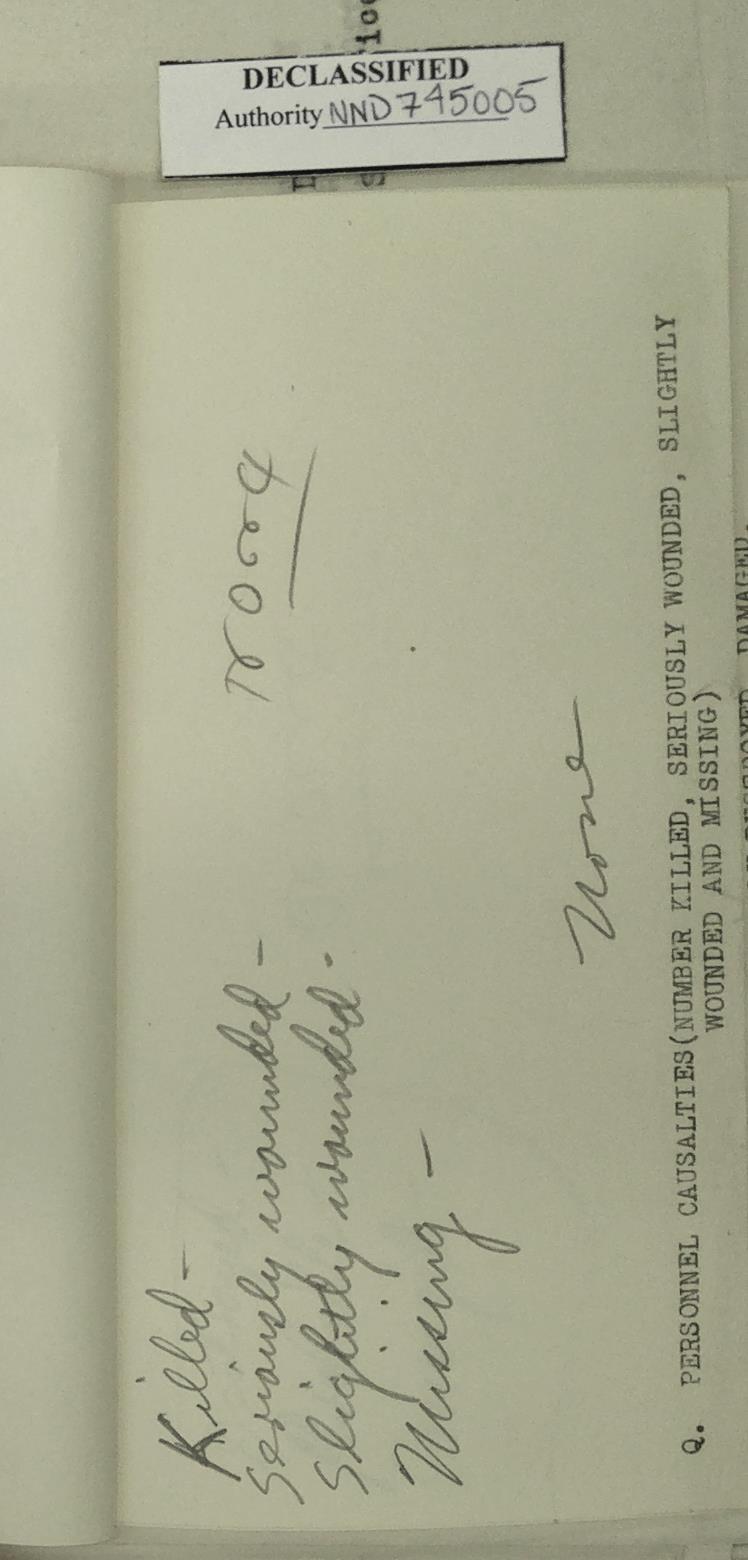 DECLASSIFIED
Authority NND 745005
Killed —
Seriously wounded —
Slightly wounded -
Missing —
None
Q. PERSONNEL CAUSALTIES(NUMBER KILLED, SERIOUSLY WOUNDED, SLIGHTLY
WOUNDED AND MISSING)
DAMAGED.